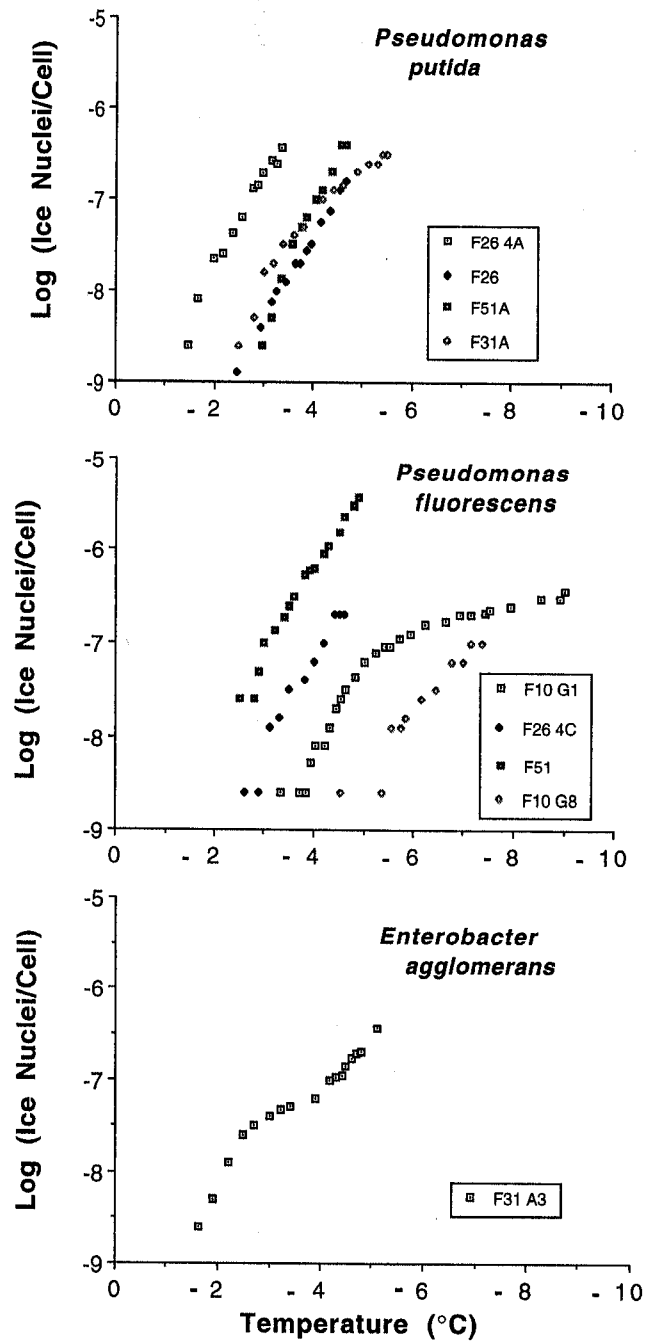 Pseudomonas
putida
Log (Ice Nuclei/Cell)
-5
-6
-7
-8
-9
F26 4A
F26
F51A
F31A
0 - 2 - 4 - 6 - 8 - 10
Pseudomonas
fluorescens
Log (Ice Nuclei/Cell)
-5
-6
-7
-8
-9
F10 G1
F26 4C
F51
F10 G8
0 - 2 - 4 - 6 - 8 - 10
Enterobacter
agglomerans
Log (Ice Nuclei/Cell)
-5
-6
-7
-8
-9
F31 A3
0 - 2 - 4 - 6 - 8 - 10
Temperature (°C)